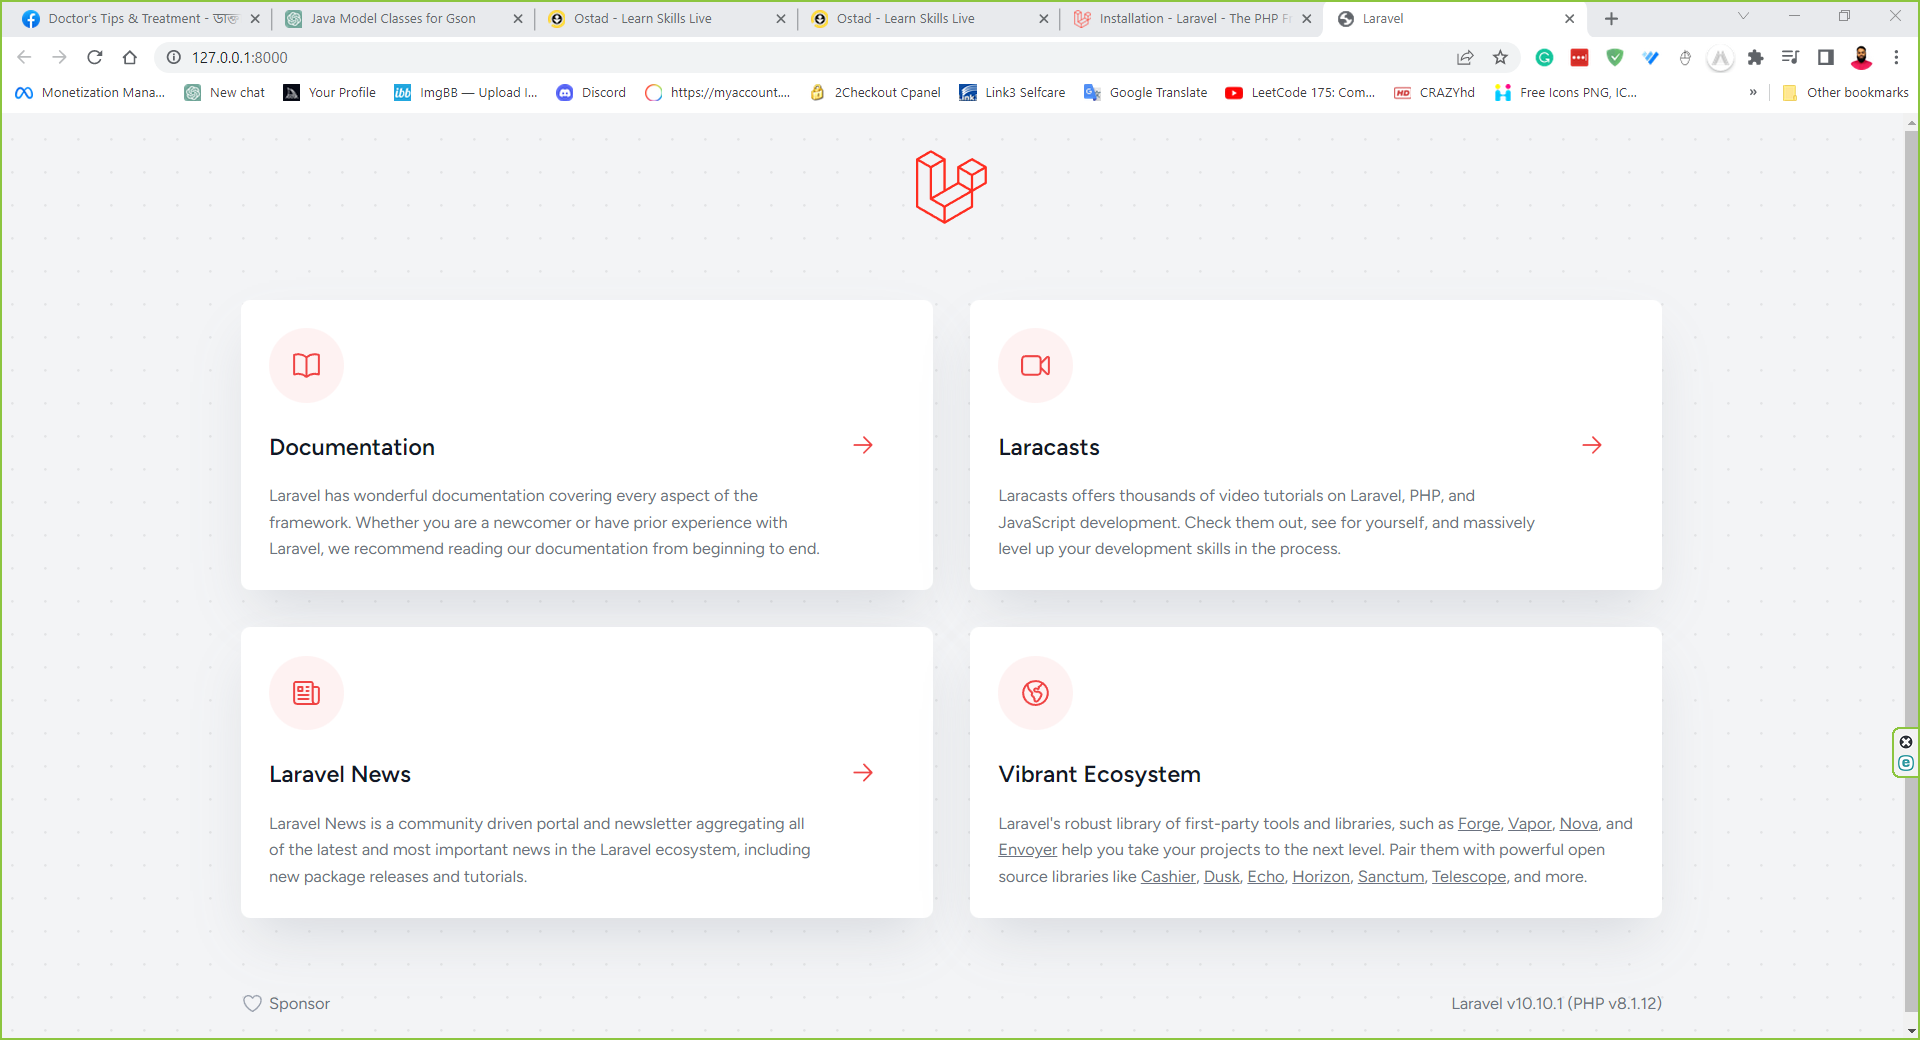 Doctor's Tips & Treatment - ডাক্ত
Java Model Classes for Gson
Ostad - Learn Skills Live
Ostad - Learn Skills Live
Installation - Laravel - The PHP Fr
Laravel
127.0.0.1:8000
Monetization Mana...
New chat
Your Profile
ImgBB — Upload I...
Discord
https://myaccount....
2Checkout Cpanel
Link3 Selfcare
Google Translate
LeetCode 175: Com...
CRAZYhd
Free Icons PNG, IC...
»
Other bookmarks
Documentation
Laravel has wonderful documentation covering every aspect of the
framework. Whether you are a newcomer or have prior experience with
Laravel, we recommend reading our documentation from beginning to end.
Laracasts
Laracasts offers thousands of video tutorials on Laravel, PHP, and
JavaScript development. Check them out, see for yourself, and massively
level up your development skills in the process.
Laravel News
Laravel News is a community driven portal and newsletter aggregating all
of the latest and most important news in the Laravel ecosystem, including
new package releases and tutorials.
Vibrant Ecosystem
Laravel's robust library of first-party tools and libraries, such as Forge, Vapor, Nova, and
Envoyer help you take your projects to the next level. Pair them with powerful open
source libraries like Cashier, Dusk, Echo, Horizon, Sanctum, Telescope, and more.
Sponsor
Laravel v10.10.1 (PHP v8.1.12)